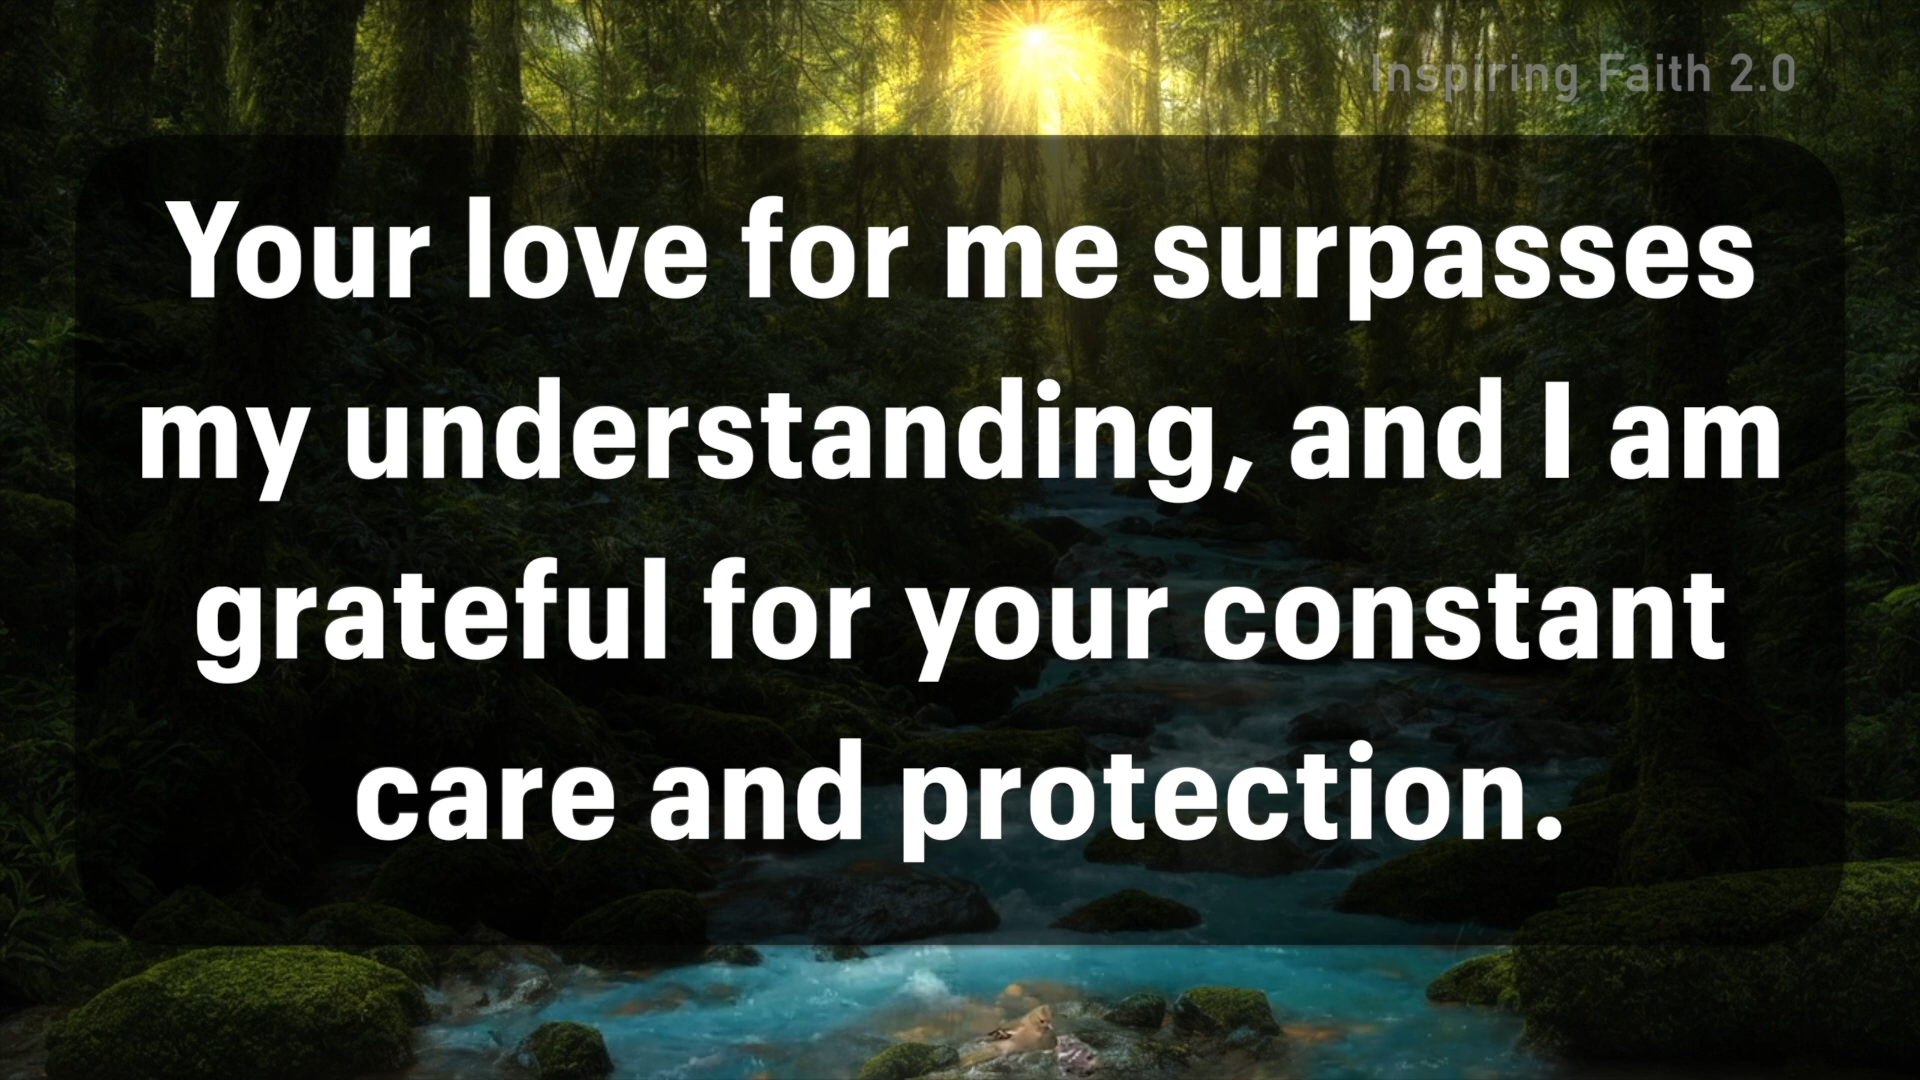 Inspiring Faith 2.0
Your love for me surpasses
my understanding, and I am
grateful for your constant
care and protection.